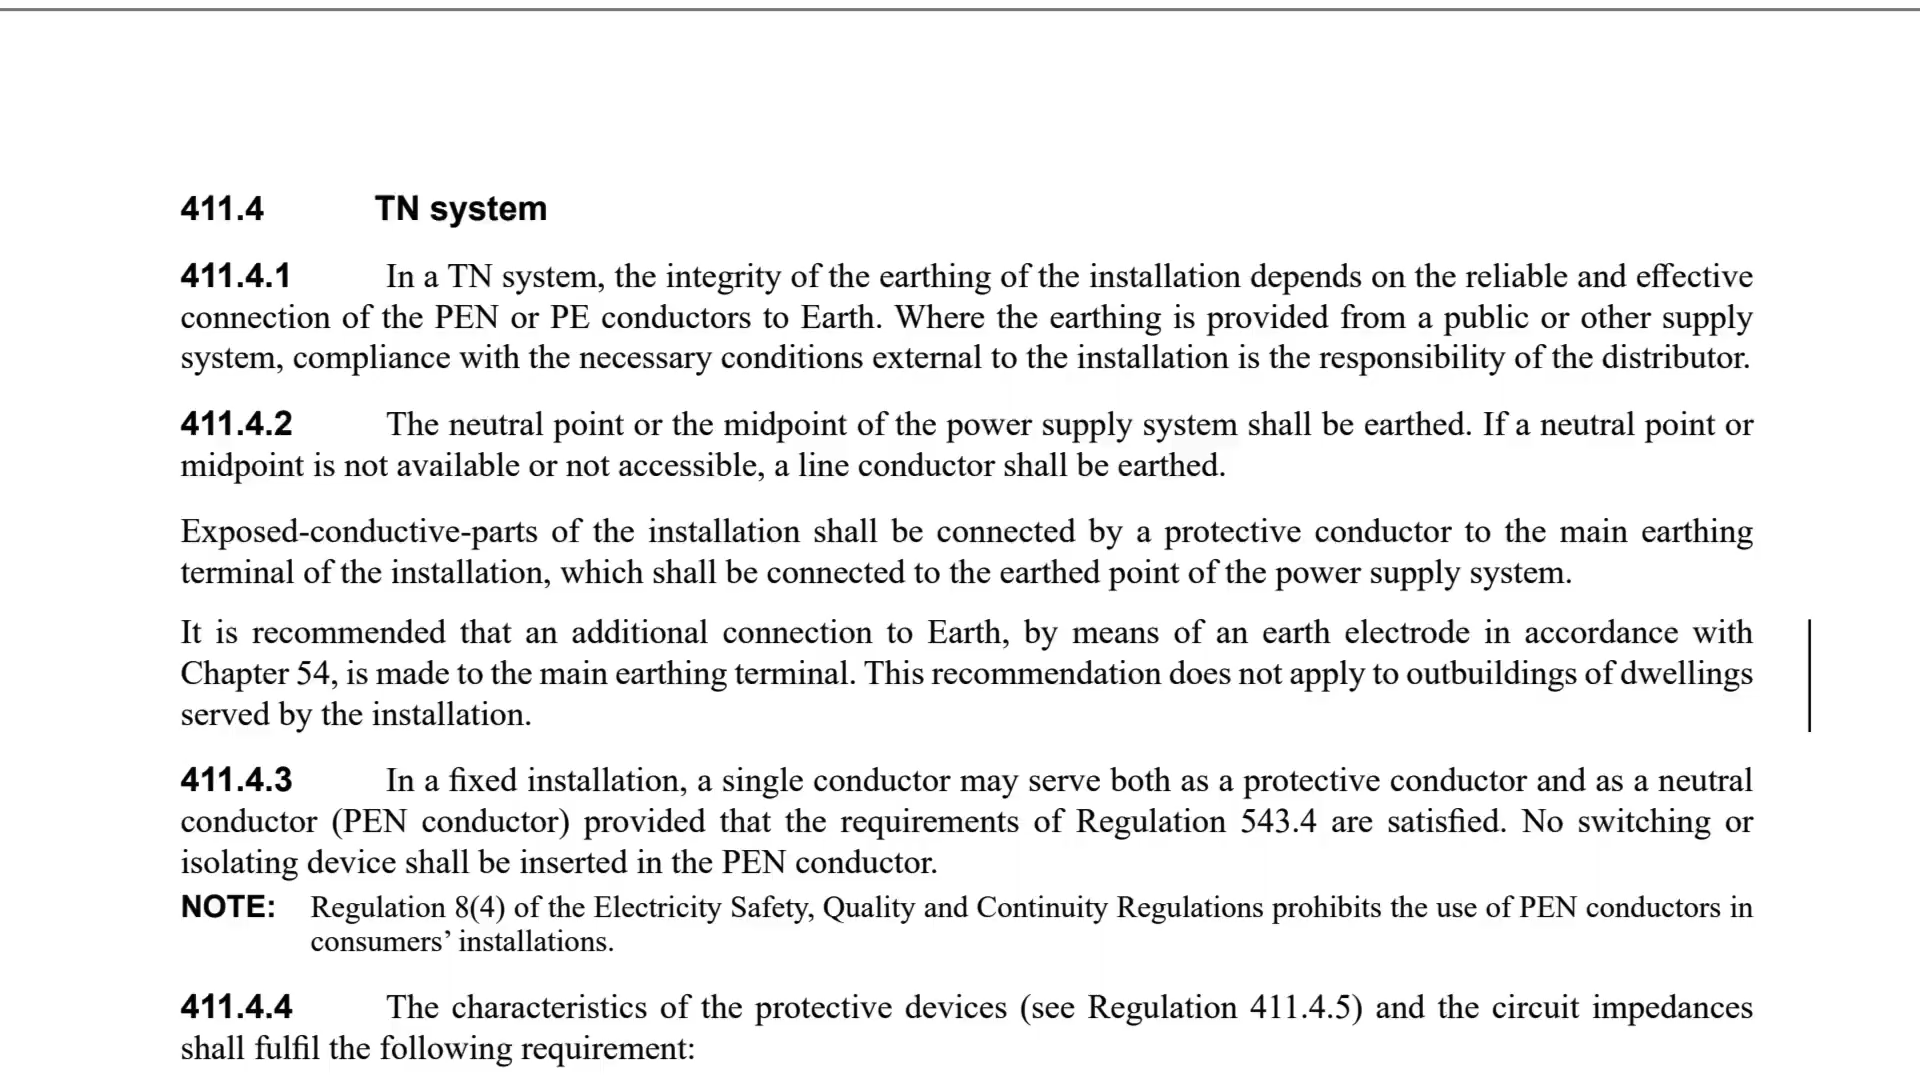 411.4 TN system
411.4.1 In a TN system, the integrity of the earthing of the installation depends on the reliable and effective
connection of the PEN or PE conductors to Earth. Where the earthing is provided from a public or other supply
system, compliance with the necessary conditions external to the installation is the responsibility of the distributor.
411.4.2 The neutral point or the midpoint of the power supply system shall be earthed. If a neutral point or
midpoint is not available or not accessible, a line conductor shall be earthed.
Exposed-conductive-parts of the installation shall be connected by a protective conductor to the main earthing
terminal of the installation, which shall be connected to the earthed point of the power supply system.
It is recommended that an additional connection to Earth, by means of an earth electrode in accordance with
Chapter 54, is made to the main earthing terminal. This recommendation does not apply to outbuildings of dwellings
served by the installation.
411.4.3 In a fixed installation, a single conductor may serve both as a protective conductor and as a neutral
conductor (PEN conductor) provided that the requirements of Regulation 543.4 are satisfied. No switching or
isolating device shall be inserted in the PEN conductor.
NOTE: Regulation 8(4) of the Electricity Safety, Quality and Continuity Regulations prohibits the use of PEN conductors in
consumers’ installations.
411.4.4 The characteristics of the protective devices (see Regulation 411.4.5) and the circuit impedances
shall fulfil the following requirement: